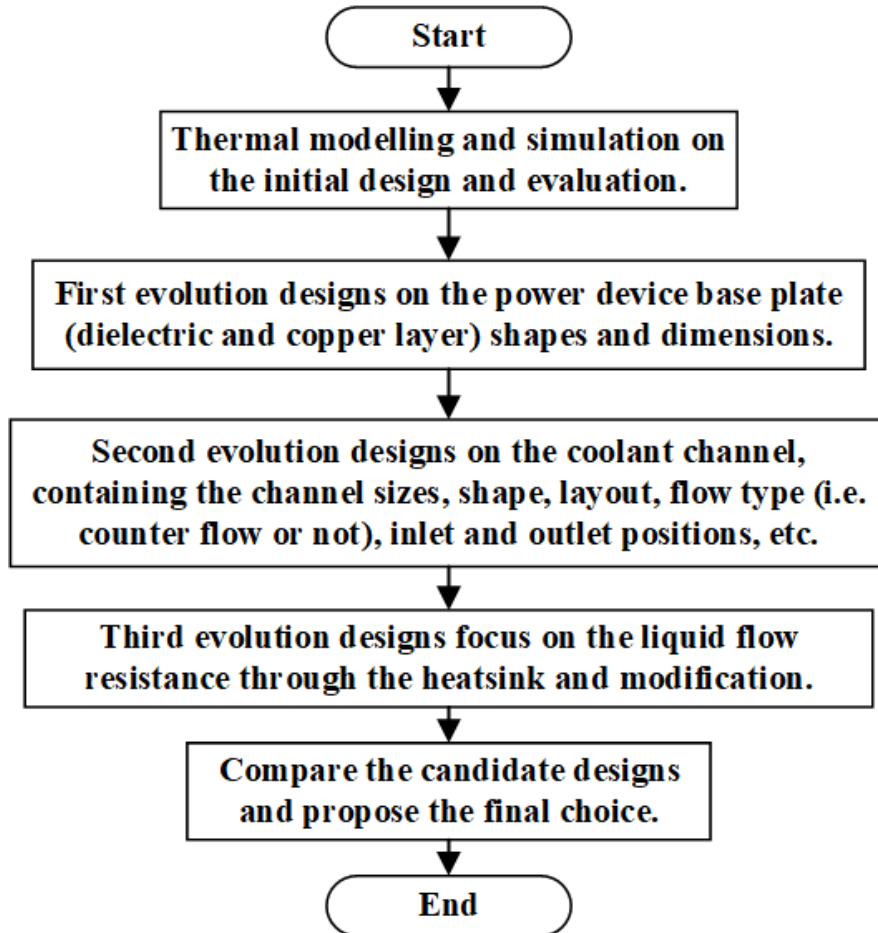 Start
Thermal modelling and simulation on
the initial design and evaluation.
First evolution designs on the power device base plate
(dielectric and copper layer) shapes and dimensions.
Second evolution designs on the coolant channel,
containing the channel sizes, shape, layout, flow type (i.e.
counter flow or not), inlet and outlet positions, etc.
Third evolution designs focus on the liquid flow
resistance through the heatsink and modification.
Compare the candidate designs
and propose the final choice.
End